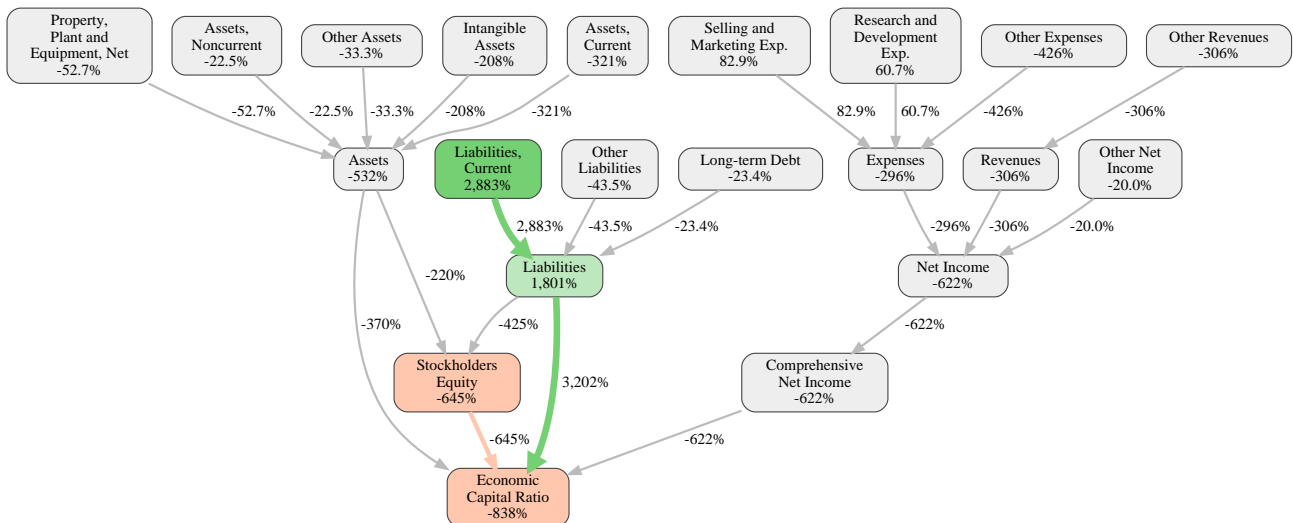 Property,
Plant and
Equipment, Net
-52.7%
Assets,
Noncurrent
-22.5%
Other Assets
-33.3%
Intangible
Assets
-208%
Assets,
Current
-321%
Selling and
Marketing Exp.
82.9%
Research and
Development
Exp.
60.7%
Other Expenses
-426%
Other Revenues
-306%
-52.7%
-22.5%
-33.3%
-208%
-321%
82.9%
60.7%
-426%
-306%
Assets
-532%
Liabilities,
Current
2,883%
Other
Liabilities
-43.5%
Long-term Debt
-23.4%
Expenses
-296%
Revenues
-306%
Other Net
Income
-20.0%
2,883%
-43.5%
-23.4%
-296%
-306%
-20.0%
-220%
Liabilities
1,801%
Net Income
-622%
-370%
-425%
-622%
Stockholders
Equity
-645%
3,202%
Comprehensive
Net Income
-622%
-645%
-622%
Economic
Capital Ratio
-838%